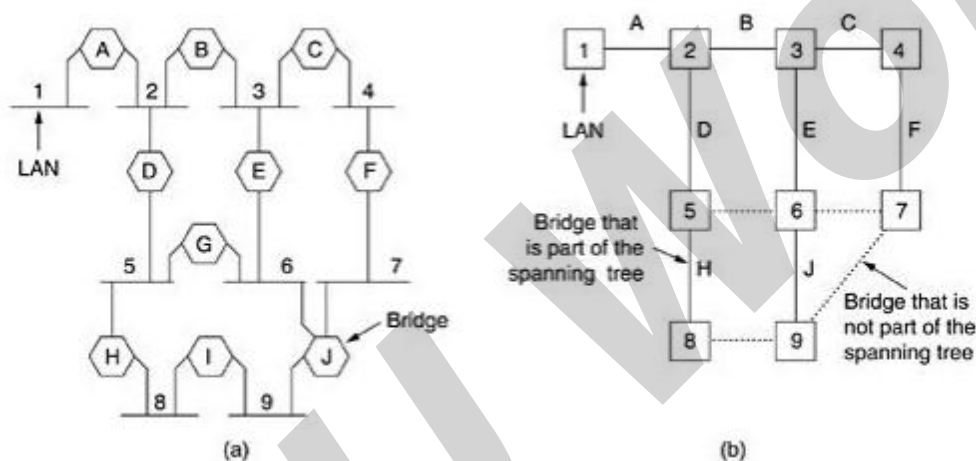 A B C
1 2 3 4
LAN
D E F
G
5 6 7
Bridge
H I J
8 9
(a)
A B C
1 2 3 4
LAN
D E F
5 6 7
Bridge that
is part of the
spanning tree
H J
Bridge that is
not part of the
spanning tree
8 9
(b)